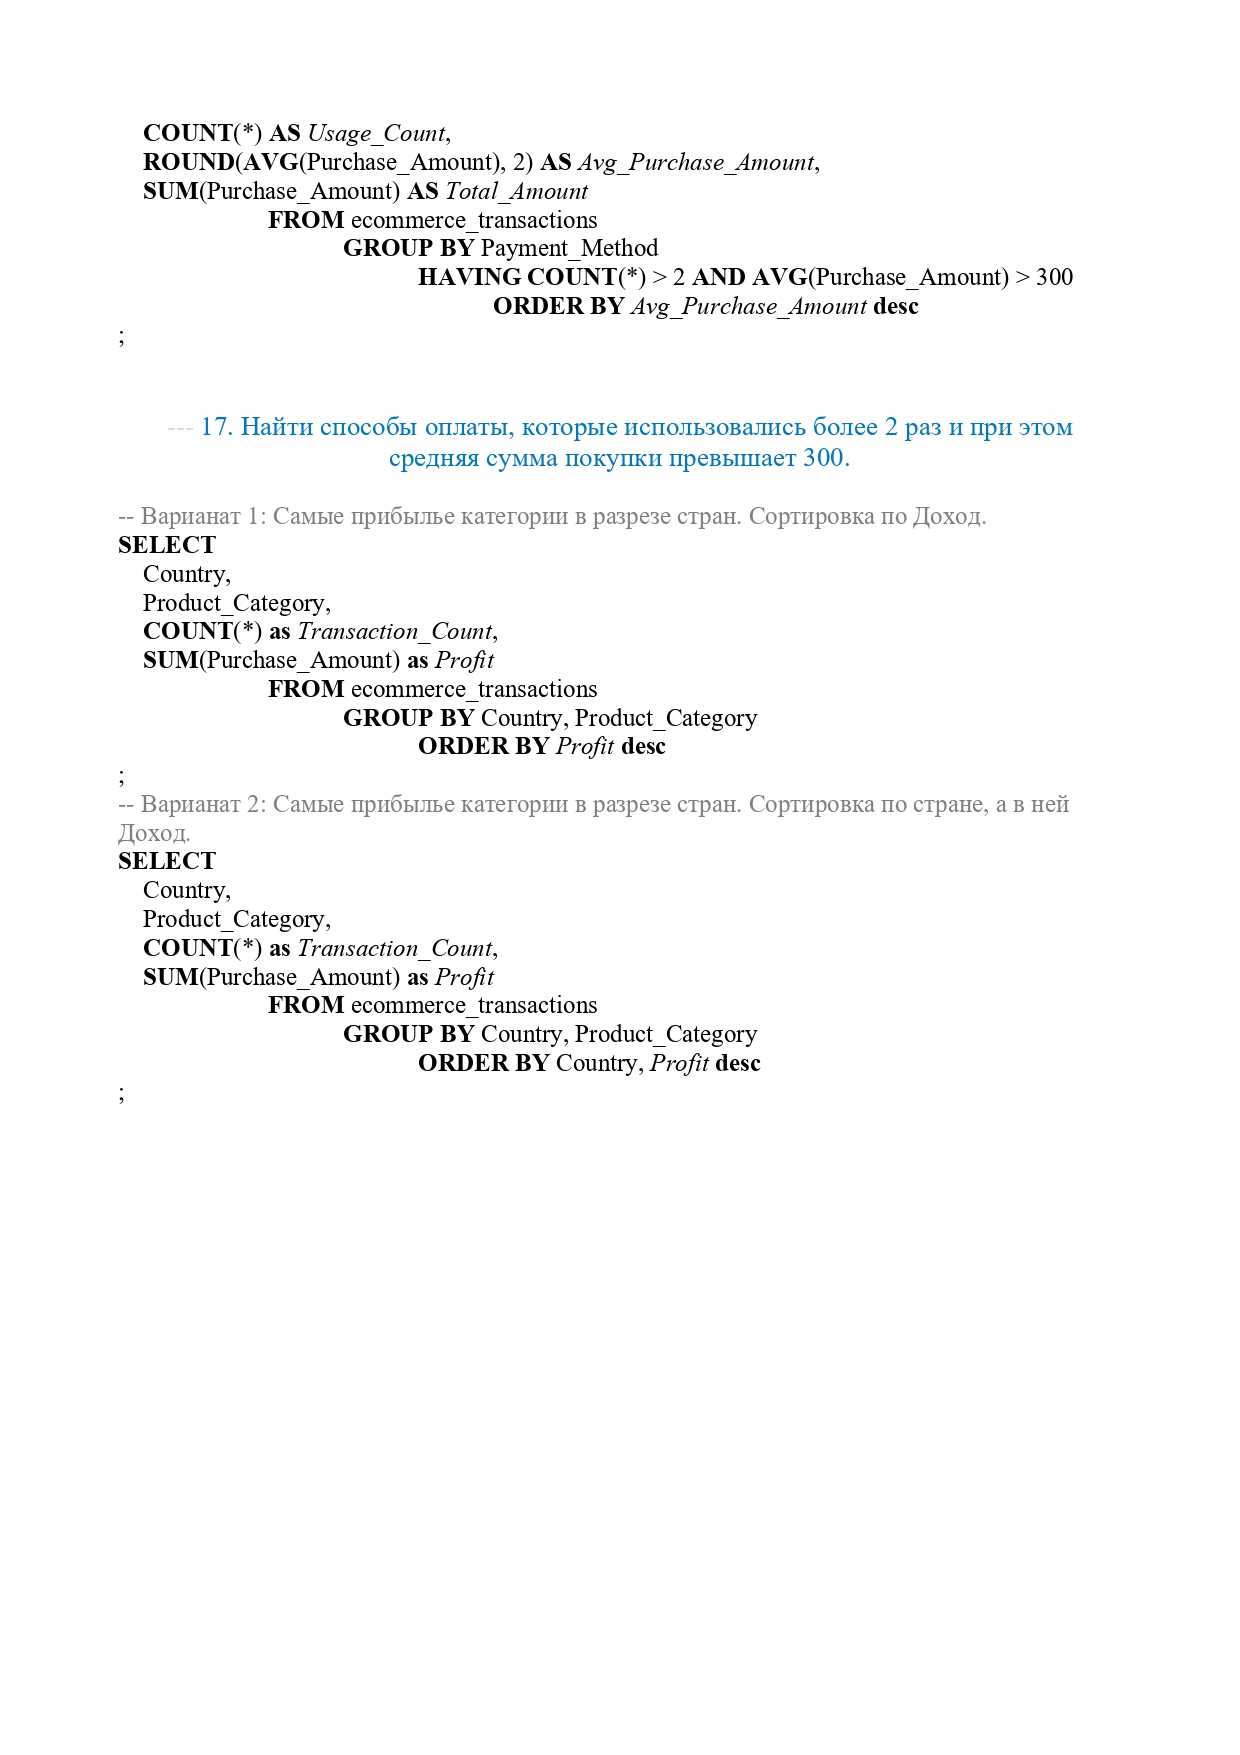 COUNT(*) AS Usage_Count,
ROUND(AVG(Purchase_Amount), 2) AS Avg_Purchase_Amount,
SUM(Purchase_Amount) AS Total_Amount
FROM ecommerce_transactions
GROUP BY Payment_Method
HAVING COUNT(*) > 2 AND AVG(Purchase_Amount) > 300
ORDER BY Avg_Purchase_Amount desc
;
--- 17. Найти способы оплаты, которые использовались более 2 раз и при этом
средняя сумма покупки превышает 300.
-- Варианат 1: Самые прибылье категории в разрезе стран. Сортировка по Доход.
SELECT
Country,
Product_Category,
COUNT(*) as Transaction_Count,
SUM(Purchase_Amount) as Profit
FROM ecommerce_transactions
GROUP BY Country, Product_Category
ORDER BY Profit desc
;
-- Варианат 2: Самые прибылье категории в разрезе стран. Сортировка по стране, а в ней
Доход.
SELECT
Country,
Product_Category,
COUNT(*) as Transaction_Count,
SUM(Purchase_Amount) as Profit
FROM ecommerce_transactions
GROUP BY Country, Product_Category
ORDER BY Country, Profit desc
;